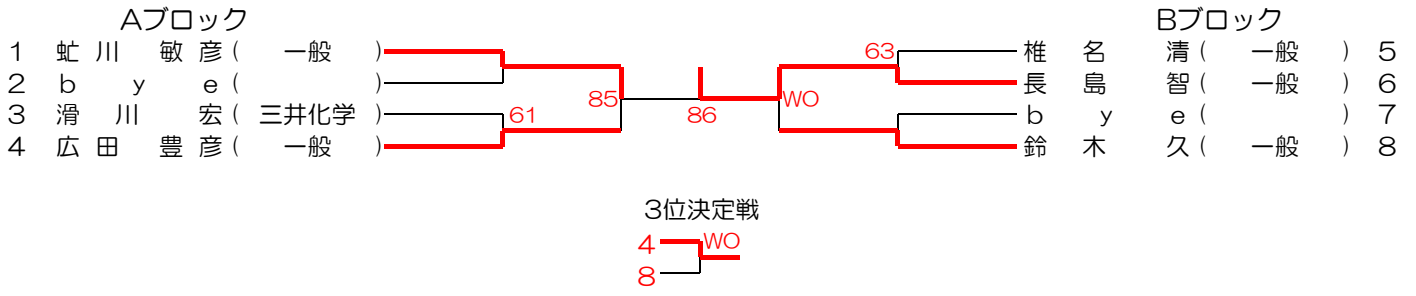 Aブロック Bブロック
1 虻川 敏彦( 一般 ) 63 椎名 清( 一般 ) 5
2 bye( ) 長島 智( 一般 ) 6
85 86 WO
3 滑川 宏( 三井化学 ) 61 bye( ) 7
4 広田 豊彦( 一般 ) 鈴木 久( 一般 ) 8
3位決定戦
4 WO
8